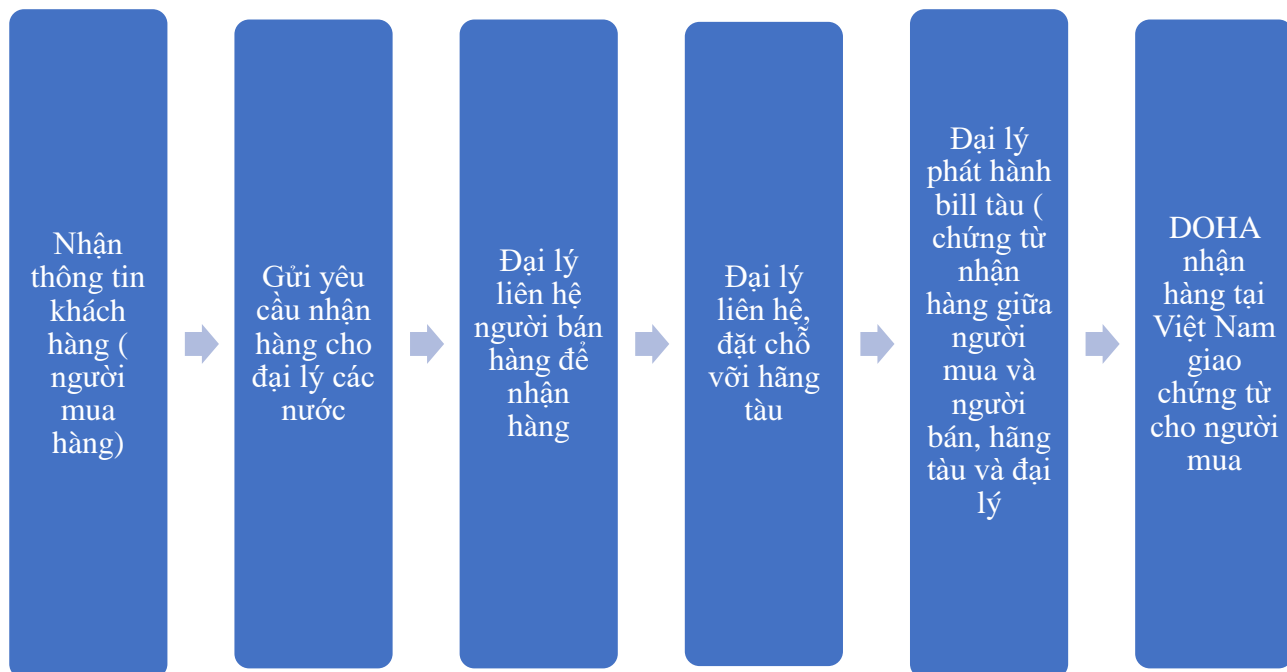 Nhận
thông tin
khách
hàng (
người
mua
hàng)
Gửi yêu
cầu nhận
hàng cho
đại lý các
nước
Đại lý
liên hệ
người bán
hàng để
nhận
hàng
Đại lý
liên hệ,
đặt chỗ
vỡi hãng
tàu
Đại lý
phát hành
bill tàu (
chứng từ
nhận
hàng giữa
người
mua và
người
bán, hãng
tàu và đại
lý
DOHA
nhận
hàng tại
Việt Nam
giao
chứng từ
cho người
mua